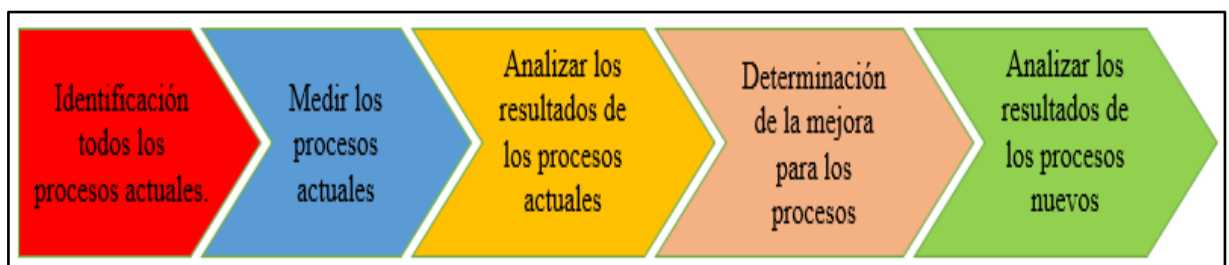 Identificación
todos los
procesos actuales.
Medir los
procesos
actuales
Analizar los
resultados de
los procesos
actuales
Determinación
de la mejora
para los
procesos
Analizar los
resultados de
los procesos
nuevos